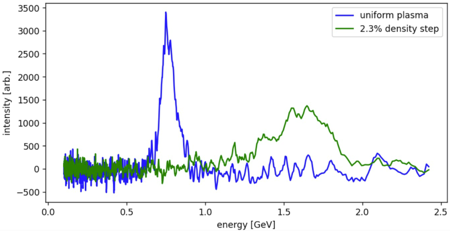 3500
3000
2500
2000
1500
1000
500
0
−500
intensity [arb.]
uniform plasma
2.3% density step
0.0 0.5 1.0 1.5 2.0 2.5
energy [GeV]